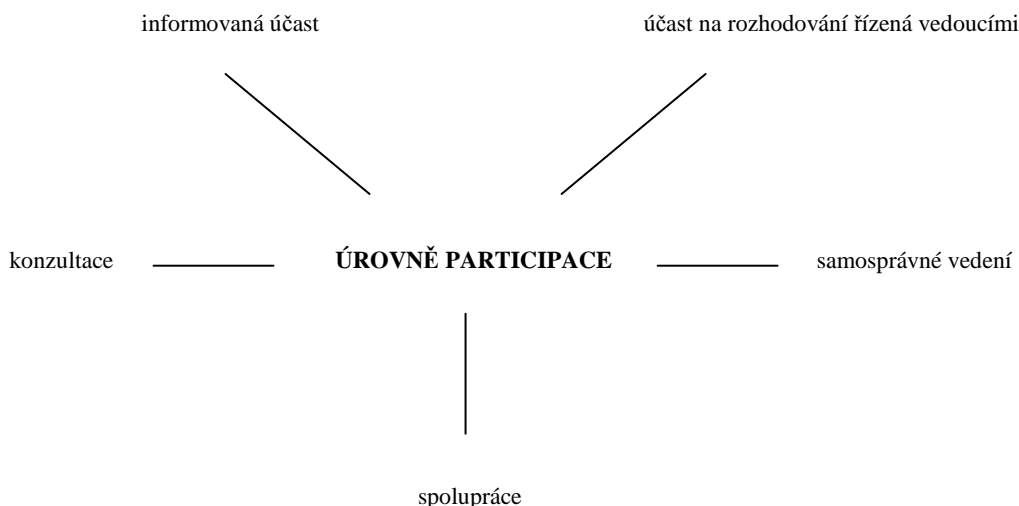 informovaná účast
účast na rozhodování řízená vedoucími
konzultace
ÚROVNĚ PARTICIPACE
samosprávné vedení
spolupráce